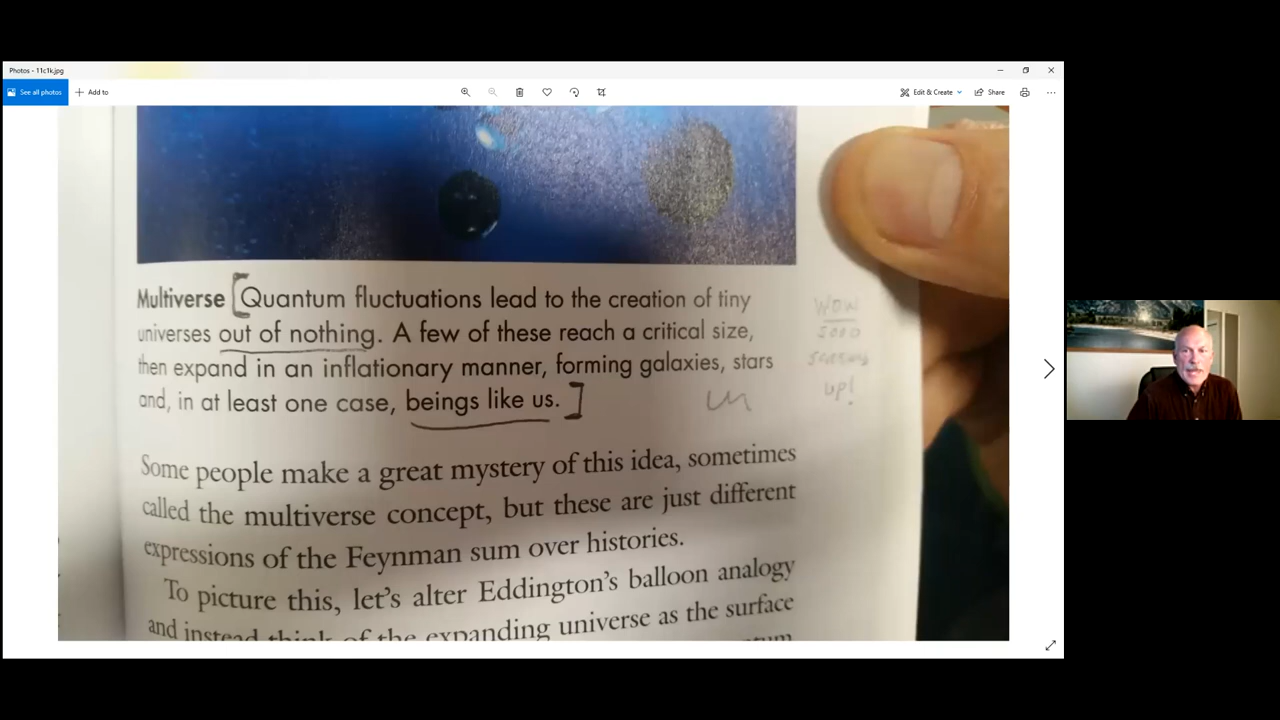 Photos - 11c1k.jpg
See all photos
Add to
Edit & Create
Share
Multiverse [Quantum fluctuations lead to the creation of tiny
universes out of nothing. A few of these reach a critical size,
then expand in an inflationary manner, forming galaxies, stars
and, in at least one case, beings like us.]
WOW
up!
Some people make a great mystery of this idea, sometimes
called the multiverse concept, but these are just different
expressions of the Feynman sum over histories.
To picture this, let's alter Eddington's balloon analogy
and instead think of the expanding universe as the surface